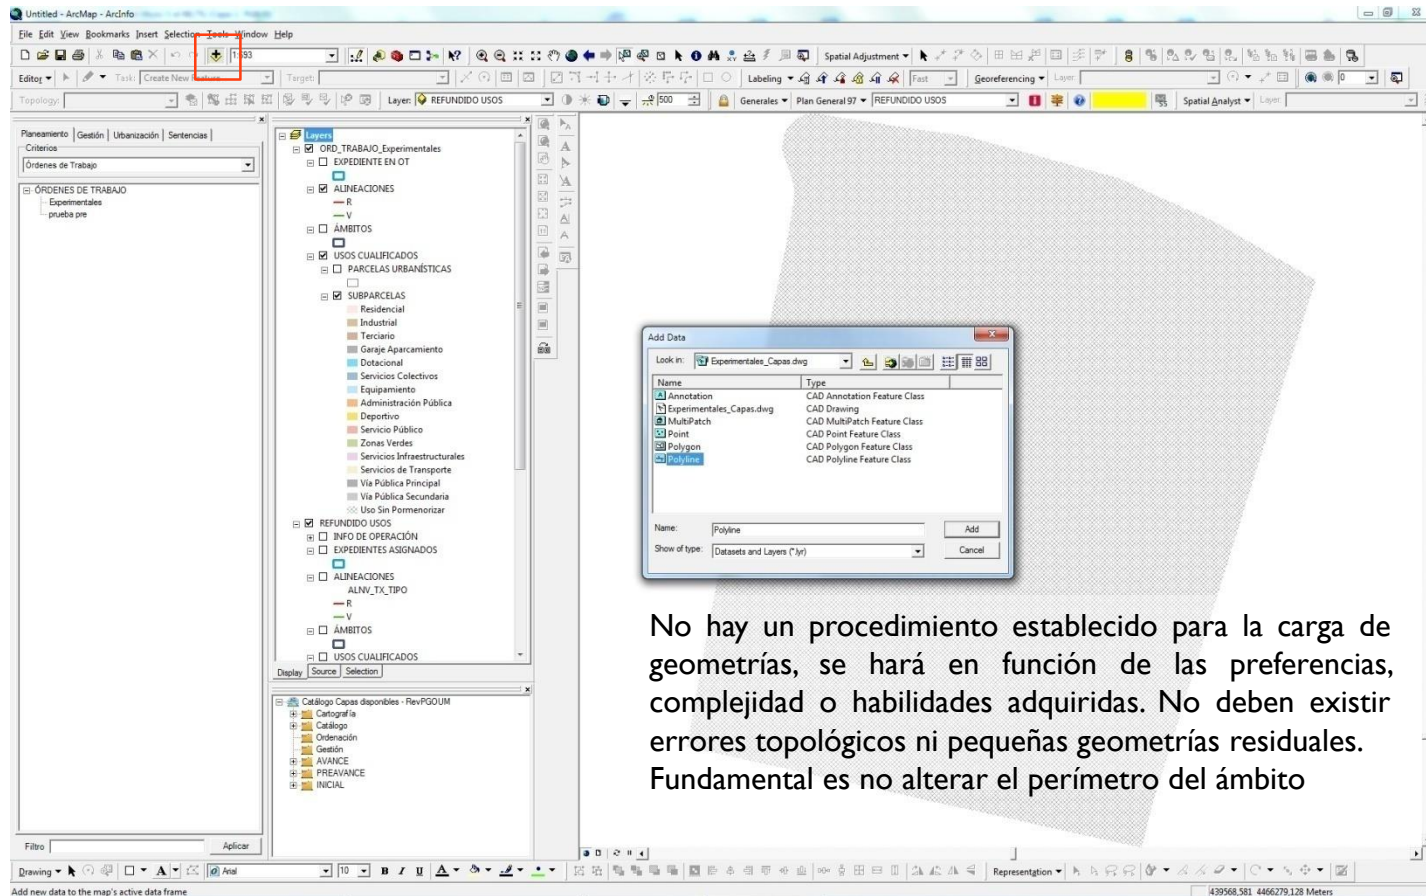 Untitled - ArcMap - ArcInfo
File Edit View Bookmarks Insert Selection Tools Window Help
Spatial Adjustment
Editor Task: Create New Feature Target: Labeling Fast Georeferencing Layer:
Topology: Layer: REFUNDIDO USOS 500 Generales Plan General 97 REFUNDIDO USOS Spatial Analyst Layer:
Planeamiento Gestión Urbanización Sentencias
Criterios
Órdenes de Trabajo
ÓRDENES DE TRABAJO
Experimentales
prueba pre
Filtro Aplicar
Layers
ORD_TRABAJO_Experimentales
EXPEDIENTE EN OT
ALINEACIONES
R
V
ÁMBITOS
USOS CUALIFICADOS
PARCELAS URBANÍSTICAS
SUBPARCELAS
Residencial
Industrial
Terciario
Garaje Aparcamiento
Dotacional
Servicios Colectivos
Equipamiento
Administración Pública
Deportivo
Servicio Público
Zonas Verdes
Servicios Infraestructurales
Servicios de Transporte
Vía Pública Principal
Vía Pública Secundaria
Uso Sin Pormenorizar
REFUNDIDO USOS
INFO DE OPERACIÓN
EXPEDIENTES ASIGNADOS
ALINEACIONES
ALNV_TX_TIPO
R
V
ÁMBITOS
USOS CUALIFICADOS
Display Source Selection
Catálogo Capas disponibles - RevPGOUM
Cartografía
Catálogo
Ordenación
Gestión
AVANCE
PREAVANCE
INICIAL
Add Data
Look in: Experimentales_Capas.dwg
Name Type
Annotation CAD Annotation Feature Class
Experimentales_Capas.dwg CAD Drawing
MultiPatch CAD MultiPatch Feature Class
Point CAD Point Feature Class
Polygon CAD Polygon Feature Class
Polyline CAD Polyline Feature Class
Name: Polyline Add
Show of type: Datasets and Layers (*.lyr) Cancel
No hay un procedimiento establecido para la carga de
geometrías, se hará en función de las preferencias,
complejidad o habilidades adquiridas. No deben existir
errores topológicos ni pequeñas geometrías residuales.
Fundamental es no alterar el perímetro del ámbito
Drawing A Arial 10 B I U A Representation
Add new data to the map's active data frame 439568,581 4466279,128 Meters